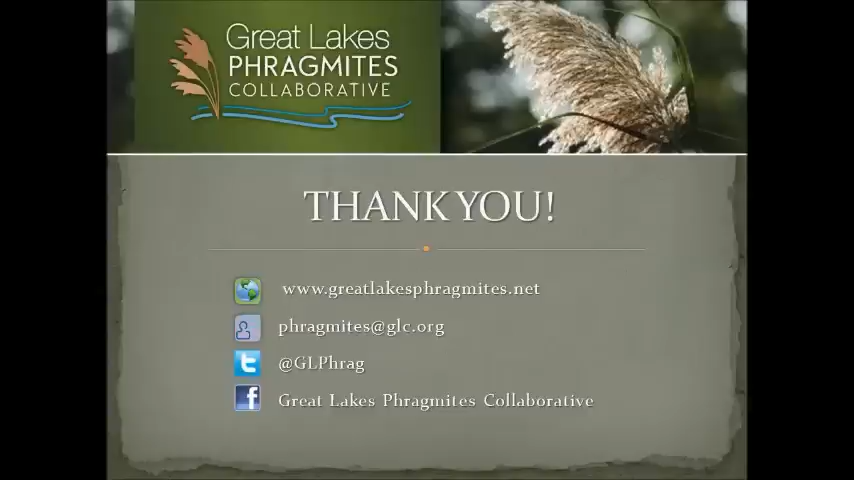 Great Lakes
PHRAGMITES
COLLABORATIVE
THANK YOU!
www.greatlakesphragmites.net
phragmites@glc.org
@GLPhrag
Great Lakes Phragmites Collaborative